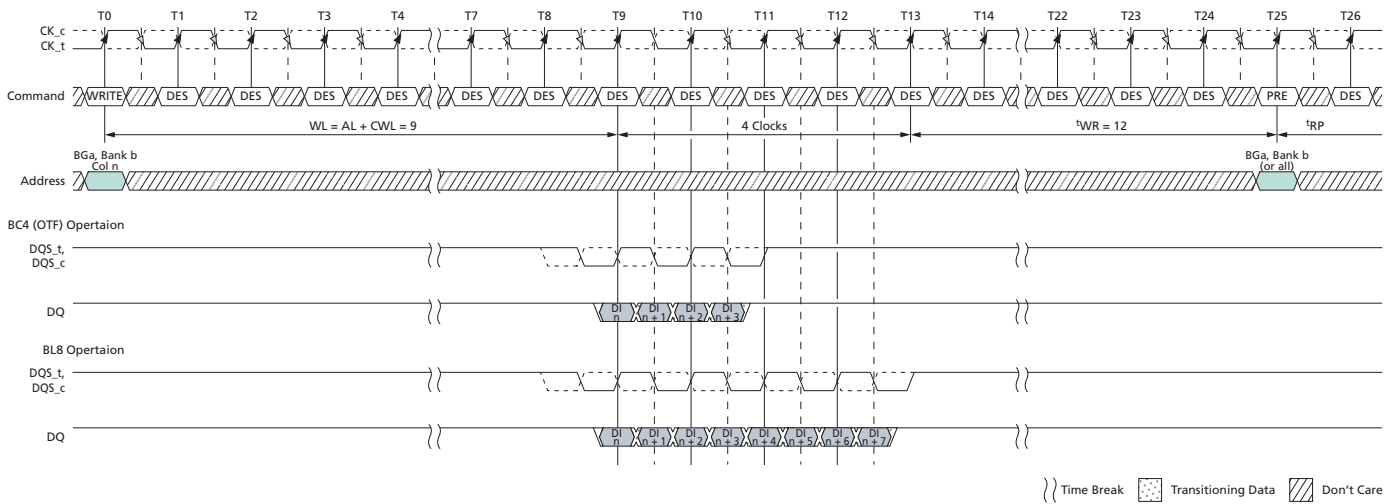 T0 T1 T2 T3 T4 T7 T8 T9 T10 T11 T12 T13 T14 T22 T23 T24 T25 T26
CK_c
CK_t
Command WRITE DES DES DES DES DES DES DES DES DES DES DES DES DES DES DES PRE DES
WL = AL + CWL = 9 4 Clocks tWR = 12 tRP
BGa, Bank b
Col n
BGa, Bank b
(or all)
Address
BC4 (OTF) Opertaion
DQS_t,
DQS_c
DQ DI n DI n + 1 DI n + 2 DI n + 3
BL8 Opertaion
DQS_t,
DQS_c
DQ DI n DI n + 1 DI n + 2 DI n + 3 DI n + 4 DI n + 5 DI n + 6 DI n + 7
Time Break Transitioning Data Don't Care